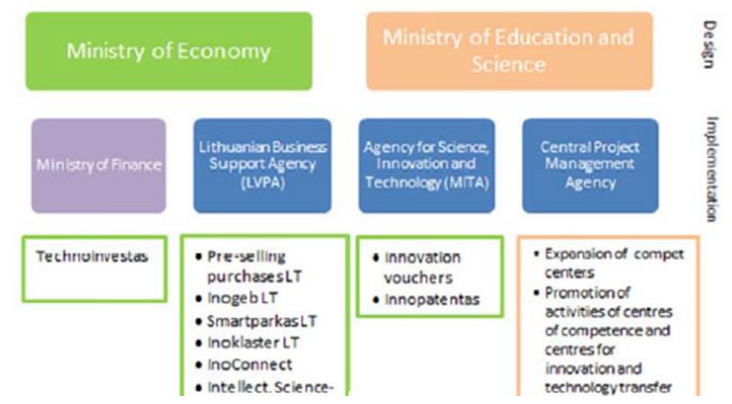 Ministry of Economy
Ministry of Education and
Science
Design
Ministry of Finance
Lithuanian Business
Support Agency
(LVPA)
Agency for Science,
Innovation and
Technology (MITA)
Central Project
Management
Agency
Implementation
Technoinvestas
• Pre-selling
purchases LT
• Inogeb LT
• Smartparkas LT
• Inoklaster LT
• InoConnect
• Intellect. Science-
• Innovation
vouchers
• Innopatentas
• Expansion of compet
centers
• Promotion of
activities of centres
of competence and
centres for
innovation and
technology transfer